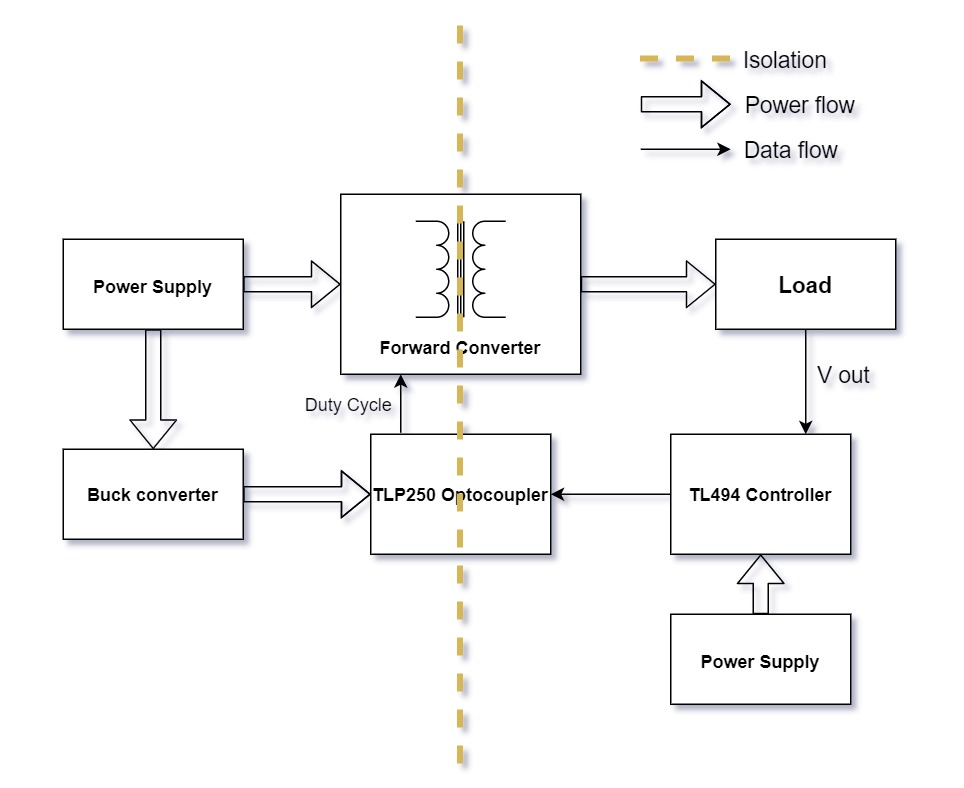 Isolation
Power flow
Data flow
Power Supply
Load
Forward Converter
V out
Duty Cycle
Buck converter
TLP250 Optocoupler
TL494 Controller
Power Supply